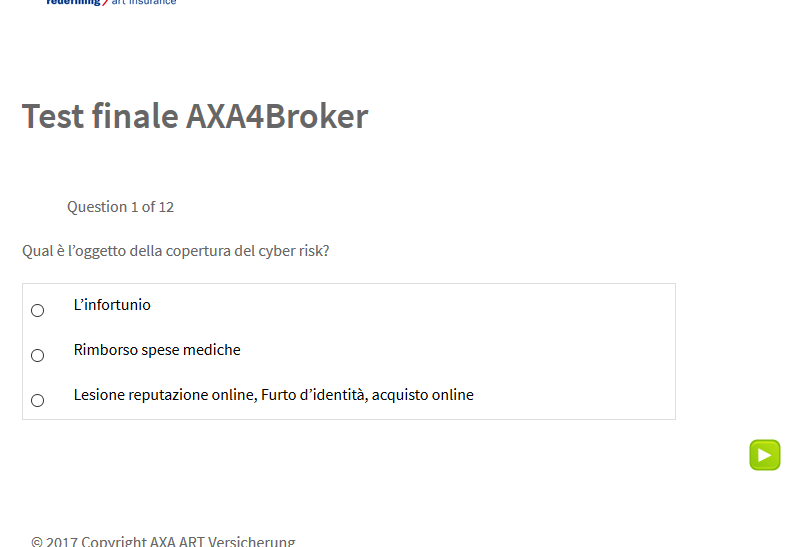 redefining / art insurance
Test finale AXA4Broker
Question 1 of 12
Qual è l’oggetto della copertura del cyber risk?
L’infortunio
Rimborso spese mediche
Lesione reputazione online, Furto d’identità, acquisto online
© 2017 Copyright AXA ART Versicherung